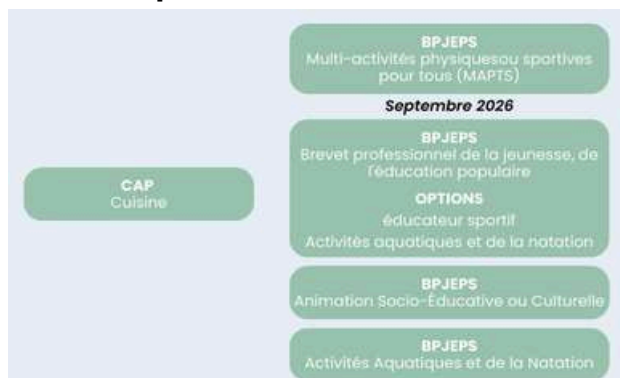 BPJEPS
Multi-activités physiquesou sportives
pour tous (MAPTS)
Septembre 2026
BPJEPS
Brevet professionnel de la jeunesse, de
l'éducation populaire
OPTIONS
éducateur sportif
Activités aquatiques et de la natation
CAP
Cuisine
BPJEPS
Animation Socio-Éducative ou Culturelle
BPJEPS
Activités Aquatiques et de la Natation